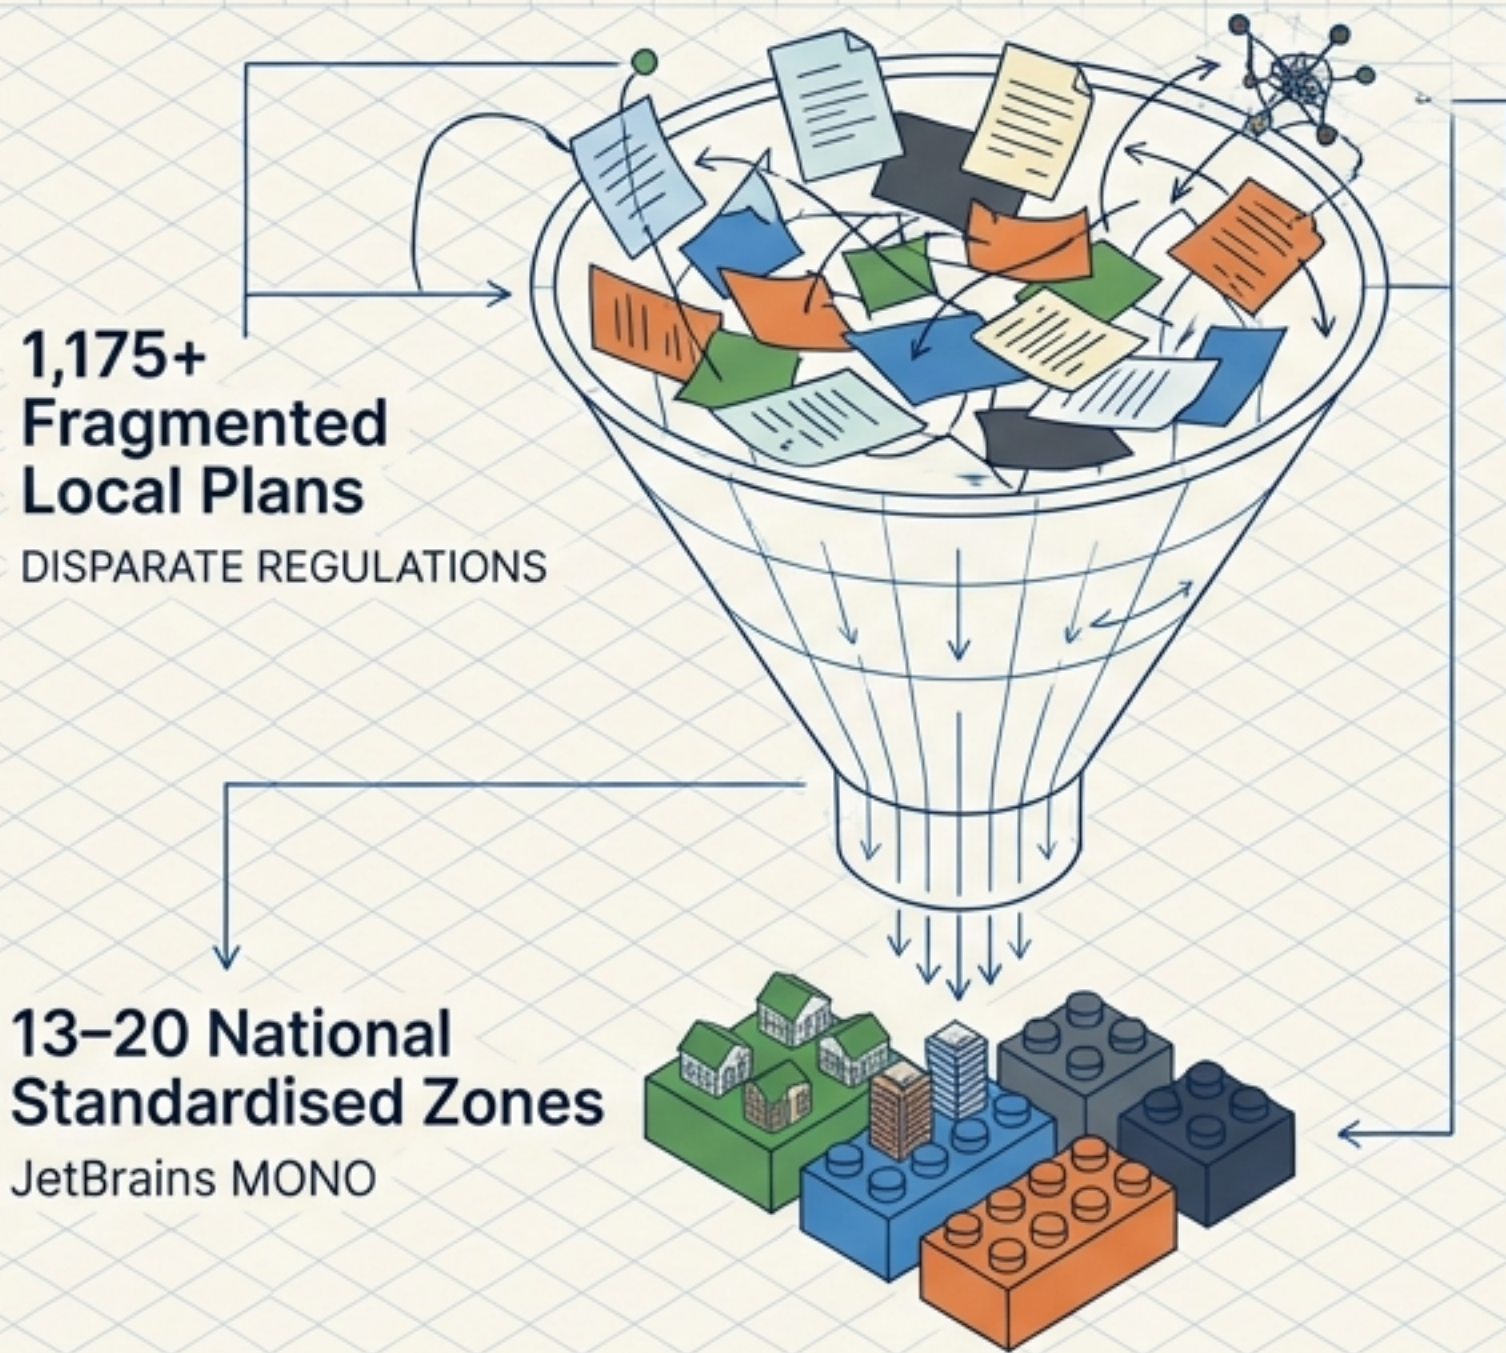 1,175+
Fragmented
Local Plans
DISPARATE REGULATIONS
13–20 National
Standardised Zones
JetBrains MONO